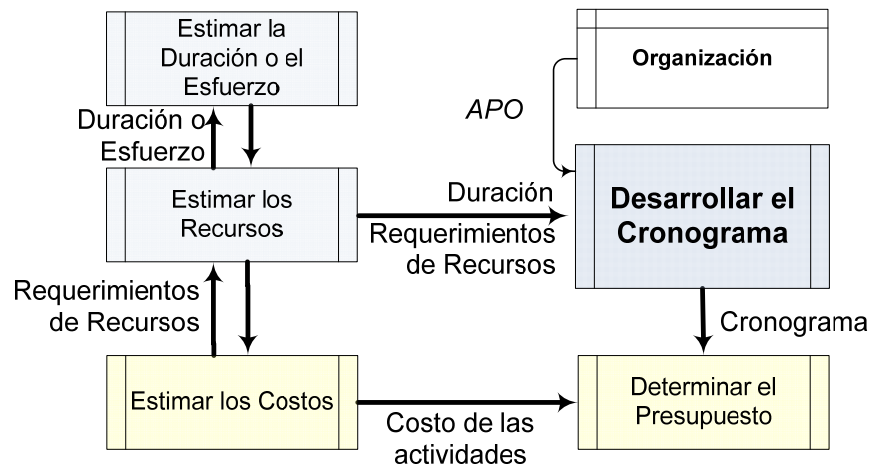 Estimar la
Duración o el
Esfuerzo
Organización
APO
Duración o
Esfuerzo
Estimar los
Recursos
Duración
Requerimientos
de Recursos
Desarrollar el
Cronograma
Requerimientos
de Recursos
Cronograma
Estimar los Costos
Costo de las
actividades
Determinar el
Presupuesto